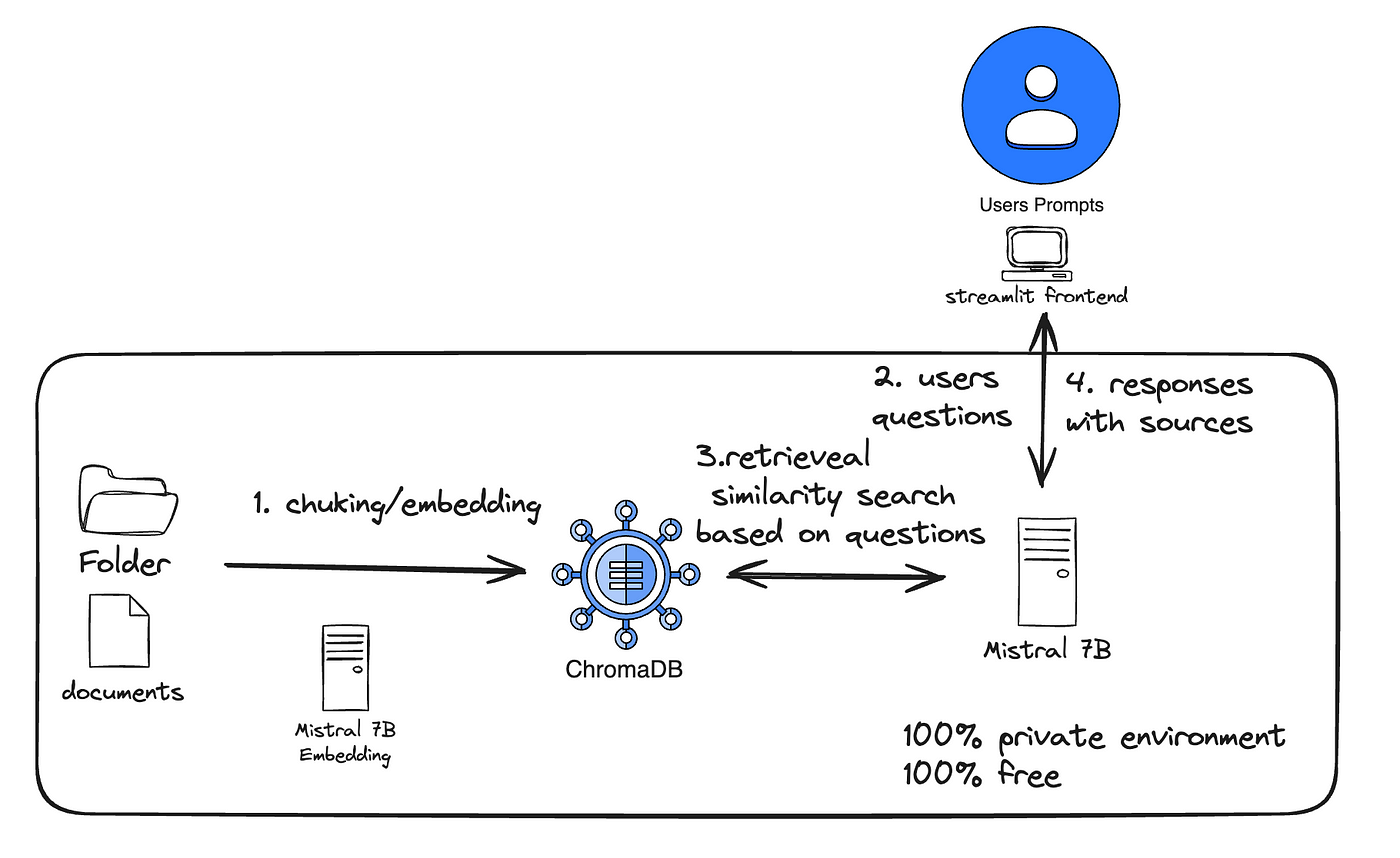 Users Prompts
streamlit frontend
2. users
questions
4. responses
with sources
3.retrieveal
similarity search
based on questions
1. chuking/embedding
Folder
documents
Mistral 7B
Embedding
ChromaDB
Mistral 7B
100% private environment
100% free